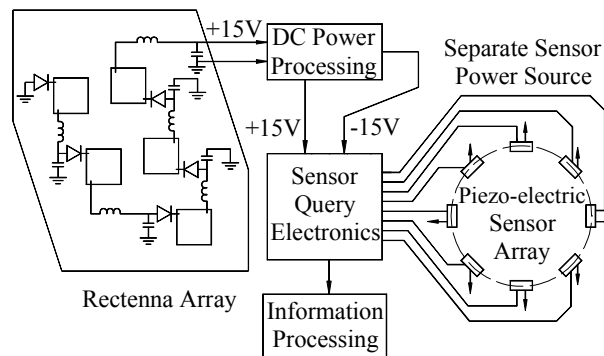 +15V
DC Power
Processing
Separate Sensor
Power Source
+15V
-15V
Sensor
Query
Electronics
Piezo-electric
Sensor
Array
Rectenna Array
Information
Processing